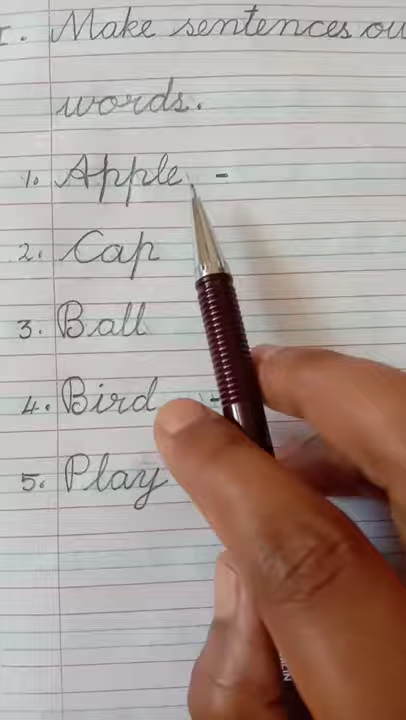 I. Make sentences ou
words.
1. Apple -
2. Cap
3. Ball
4. Bird -
5. Play